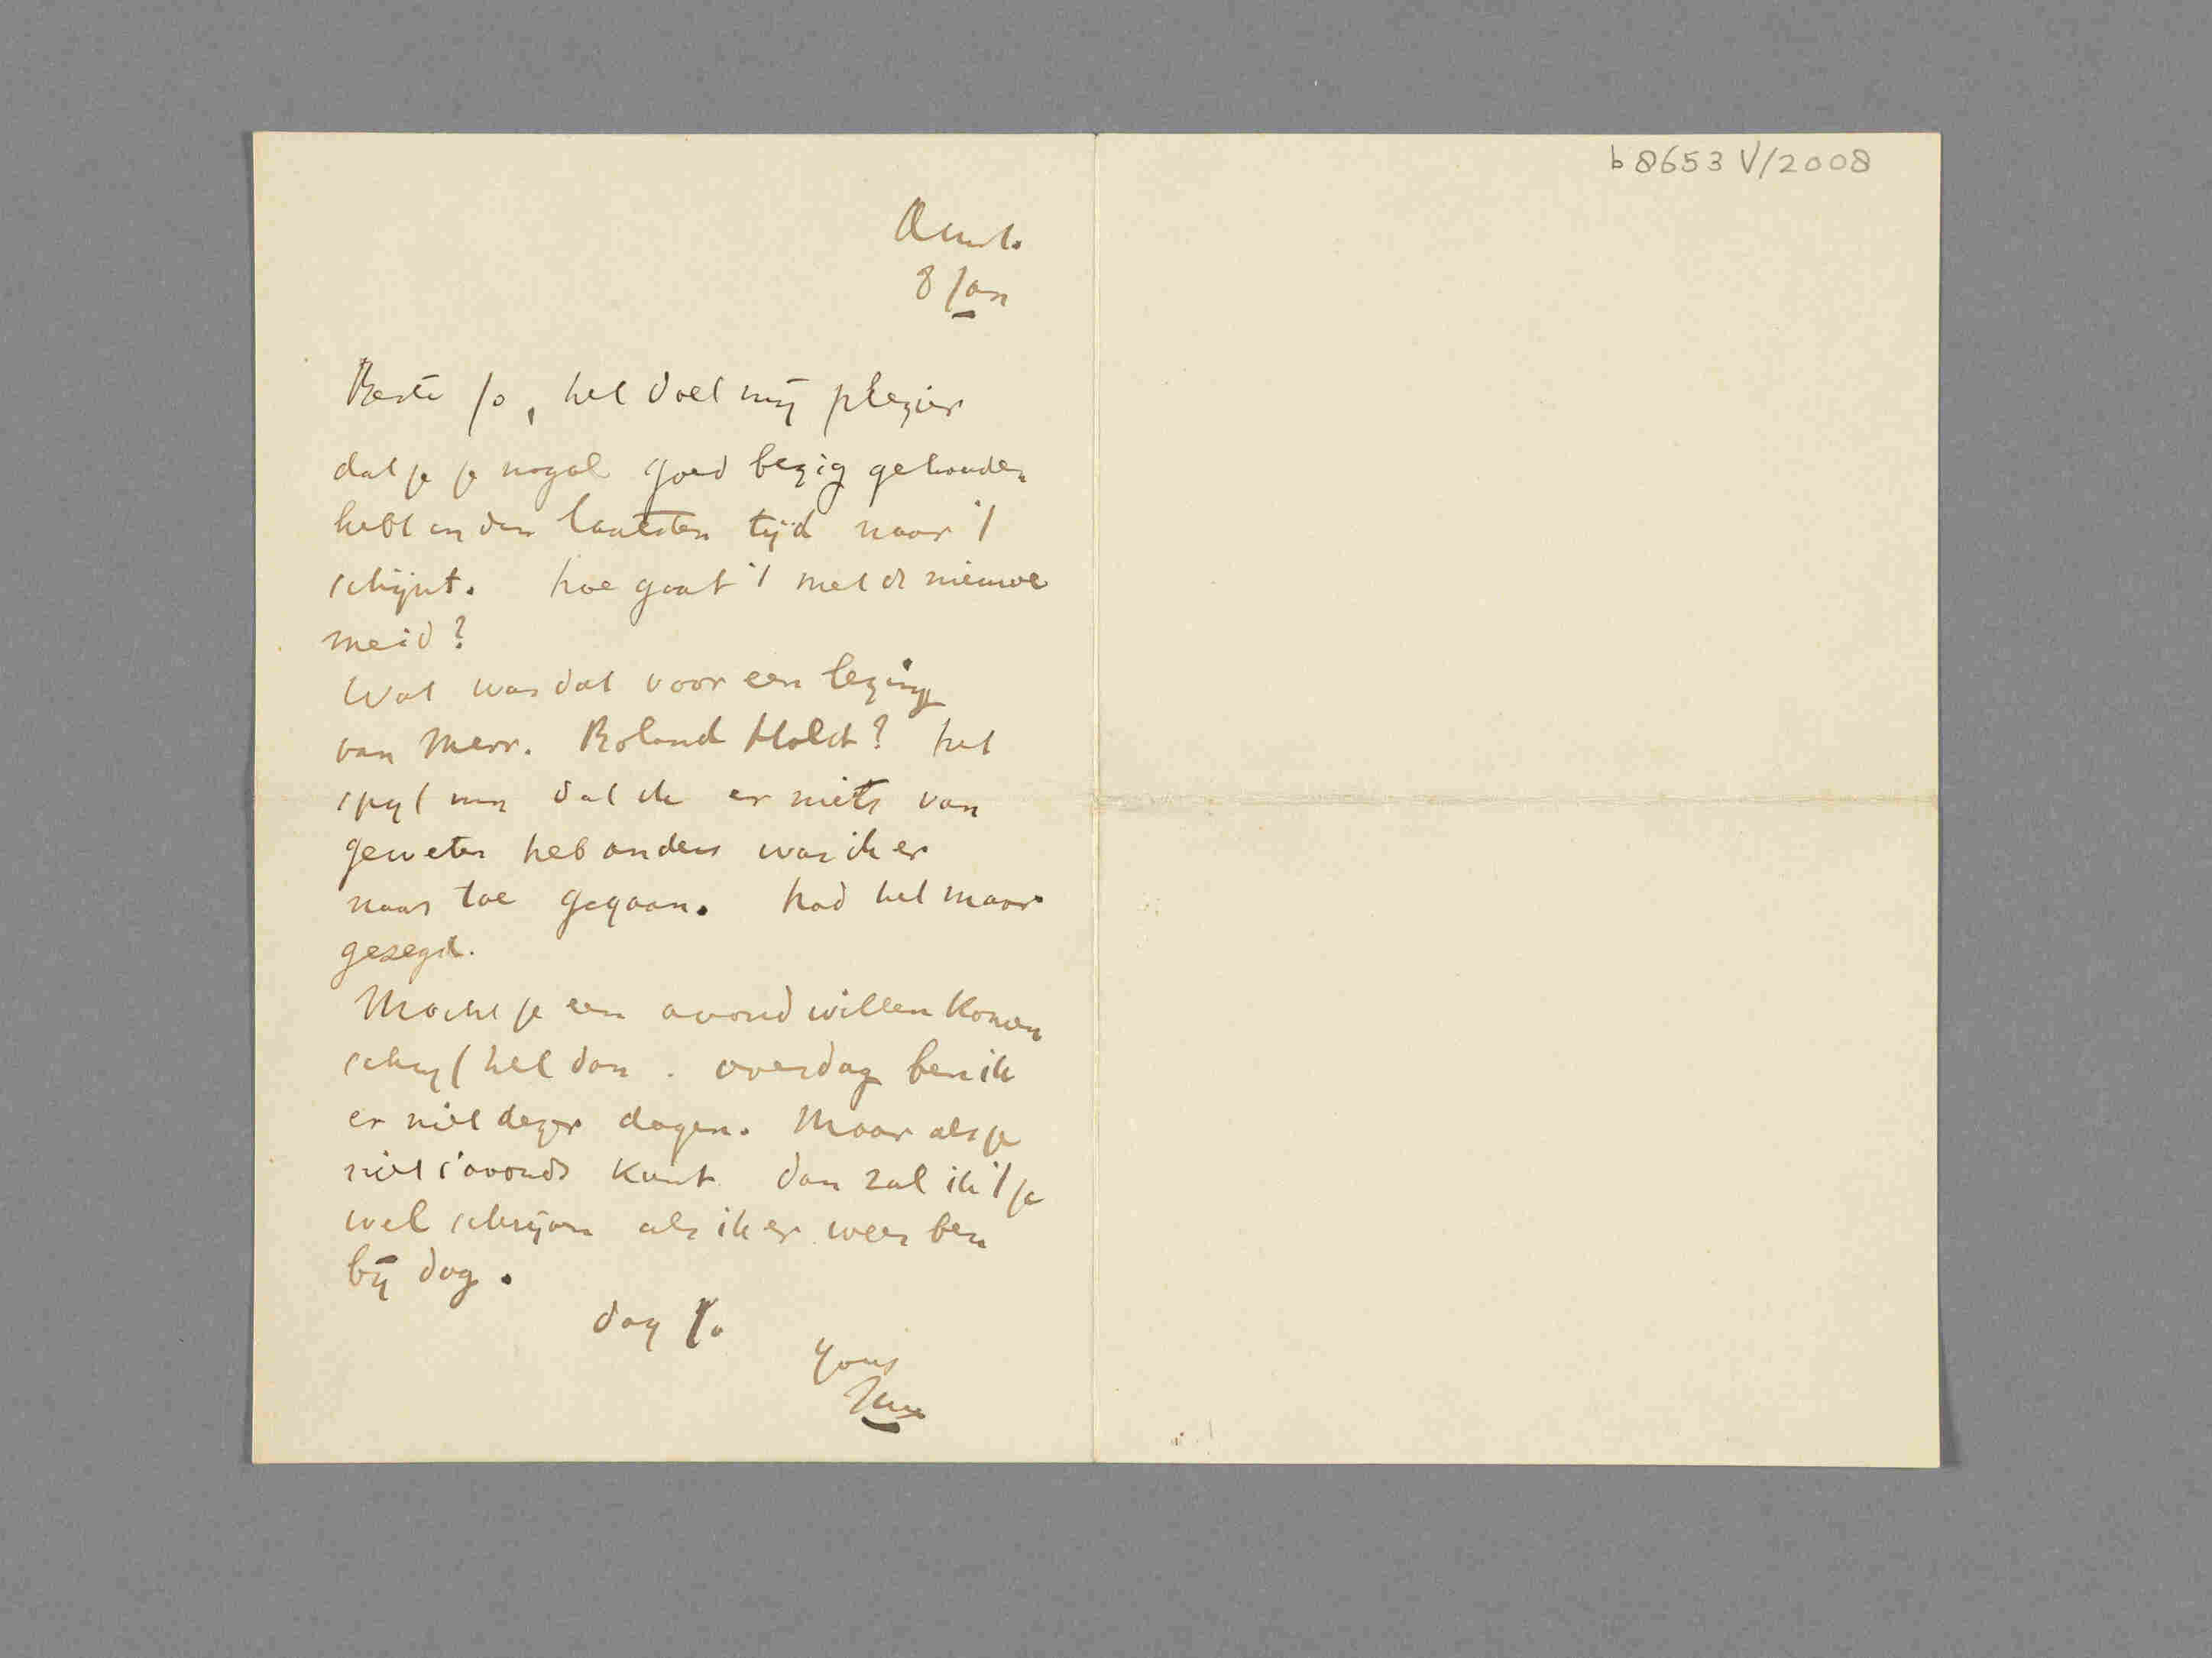 Amst.
8 Jan
Beste Jo, het doet mij plezier
dat je je nogal goed bezig gehouden
hebt in den laatsten tijd naar 't
schijnt. hoe gaat 't met de nieuwe
meid?
Wat was dat voor een lezing
van Mevr. Roland Holst? het
spijt mij dat ik er niets van
geweten heb anders was ik er
naar toe gegaan. had het maar
gezegd.
Mocht je een avond willen komen
schrijf het dan. overdag ben ik
er niet dezer dagen. Maar als je
niet s'avonds kunt dan zal ik 't je
wel schrijven als ik er weer ben
bij dag.
dag Jo
yours
b 8653 V/2008